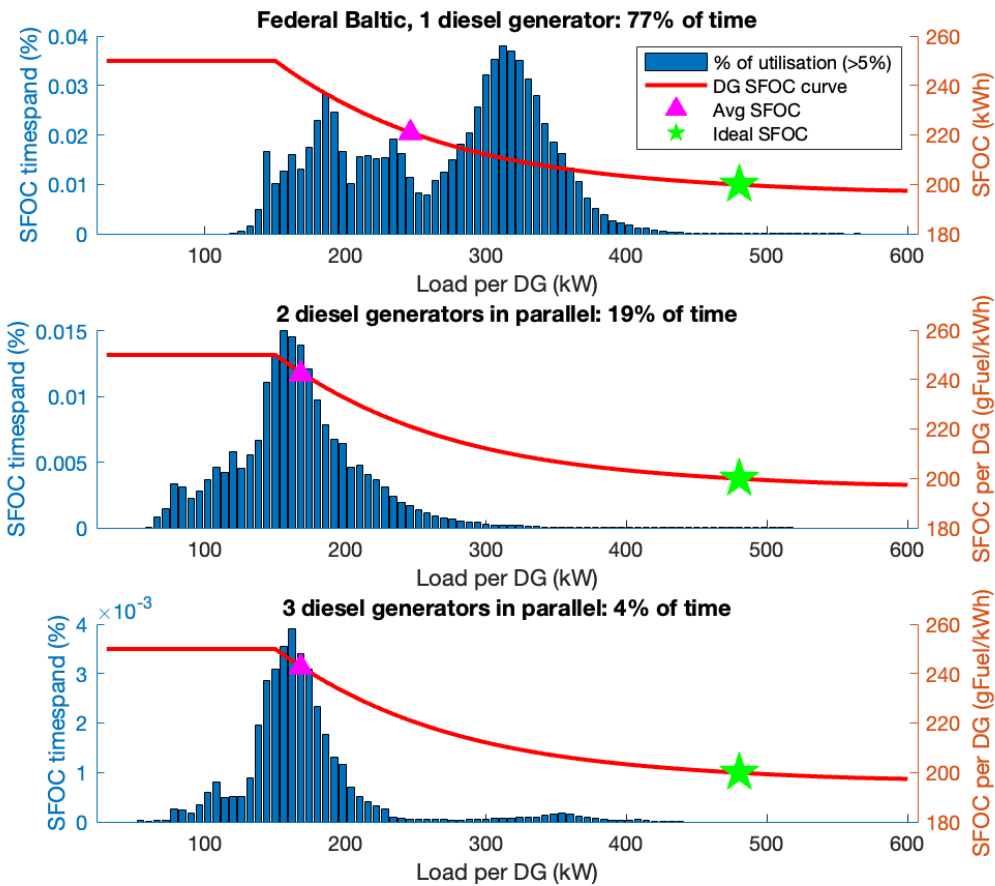 Federal Baltic, 1 diesel generator: 77% of time
SFOC timespand (%)
0.04
0.03
0.02
0.01
0
260
240
220
200
180
SFOC (kWh)
% of utilisation (>5%)
DG SFOC curve
Avg SFOC
Ideal SFOC
100 200 300 400 500 600
Load per DG (kW)
2 diesel generators in parallel: 19% of time
SFOC timespand (%)
0.015
0.01
0.005
0
260
240
220
200
180
SFOC per DG (gFuel/kWh)
100 200 300 400 500 600
Load per DG (kW)
×10⁻³
3 diesel generators in parallel: 4% of time
SFOC timespand (%)
4
3
2
1
0
260
240
220
200
180
SFOC per DG (gFuel/kWh)
100 200 300 400 500 600
Load per DG (kW)